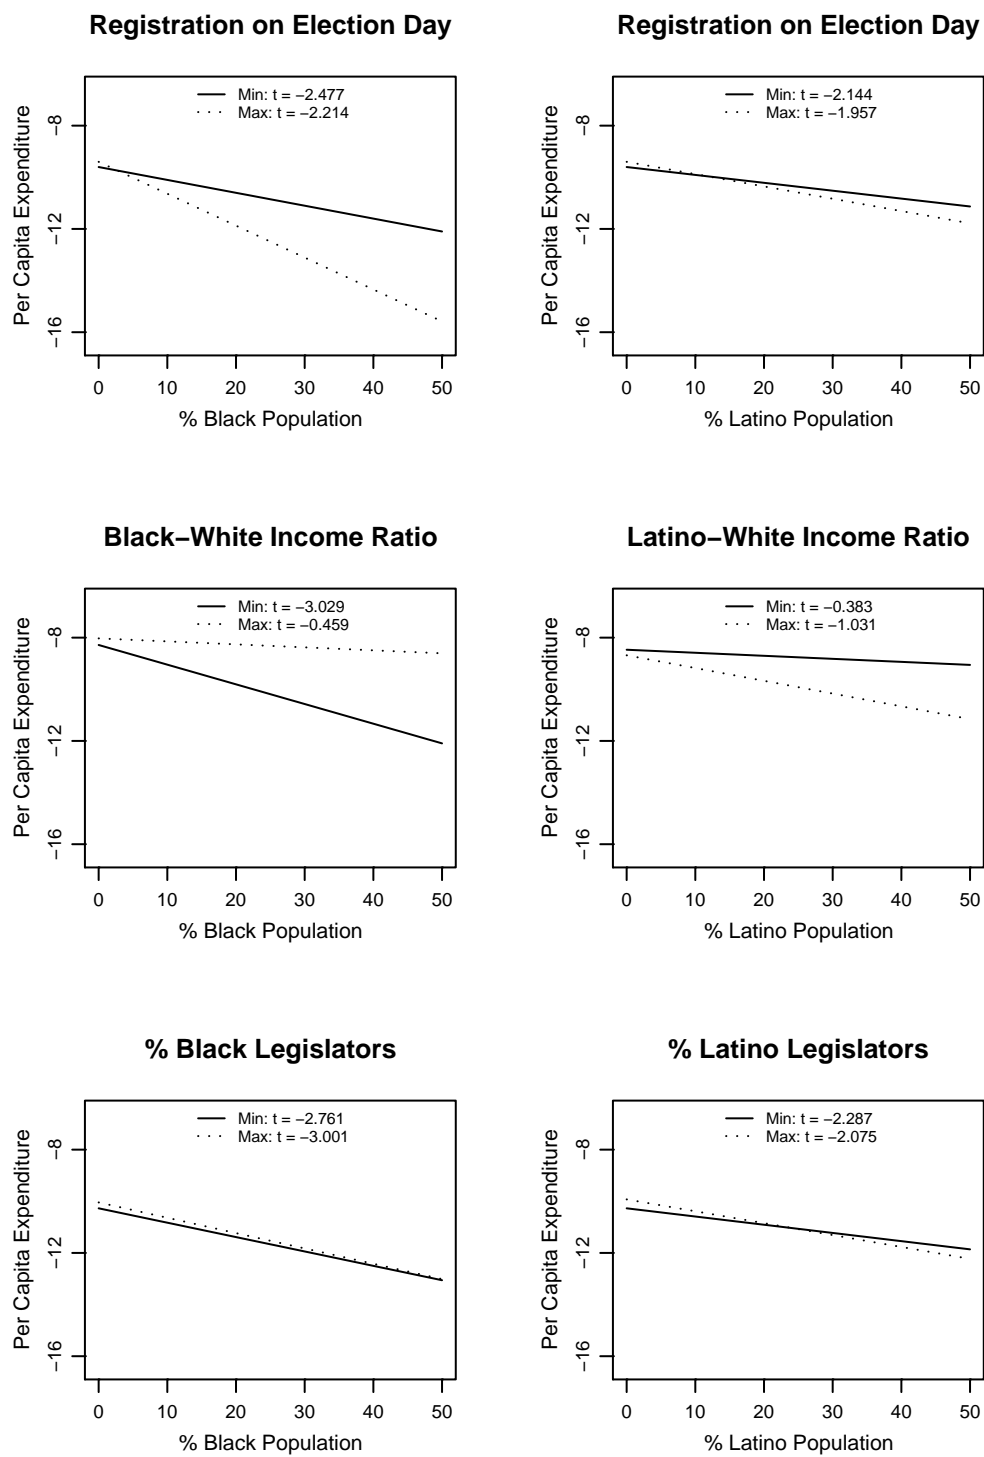 Registration on Election Day
Min: t = −2.477
Max: t = −2.214
Per Capita Expenditure
−8
−12
−16
0 10 20 30 40 50
% Black Population
Registration on Election Day
Min: t = −2.144
Max: t = −1.957
Per Capita Expenditure
−8
−12
−16
0 10 20 30 40 50
% Latino Population
Black−White Income Ratio
Min: t = −3.029
Max: t = −0.459
Per Capita Expenditure
−8
−12
−16
0 10 20 30 40 50
% Black Population
Latino−White Income Ratio
Min: t = −0.383
Max: t = −1.031
Per Capita Expenditure
−8
−12
−16
0 10 20 30 40 50
% Latino Population
% Black Legislators
Min: t = −2.761
Max: t = −3.001
Per Capita Expenditure
−8
−12
−16
0 10 20 30 40 50
% Black Population
% Latino Legislators
Min: t = −2.287
Max: t = −2.075
Per Capita Expenditure
−8
−12
−16
0 10 20 30 40 50
% Latino Population